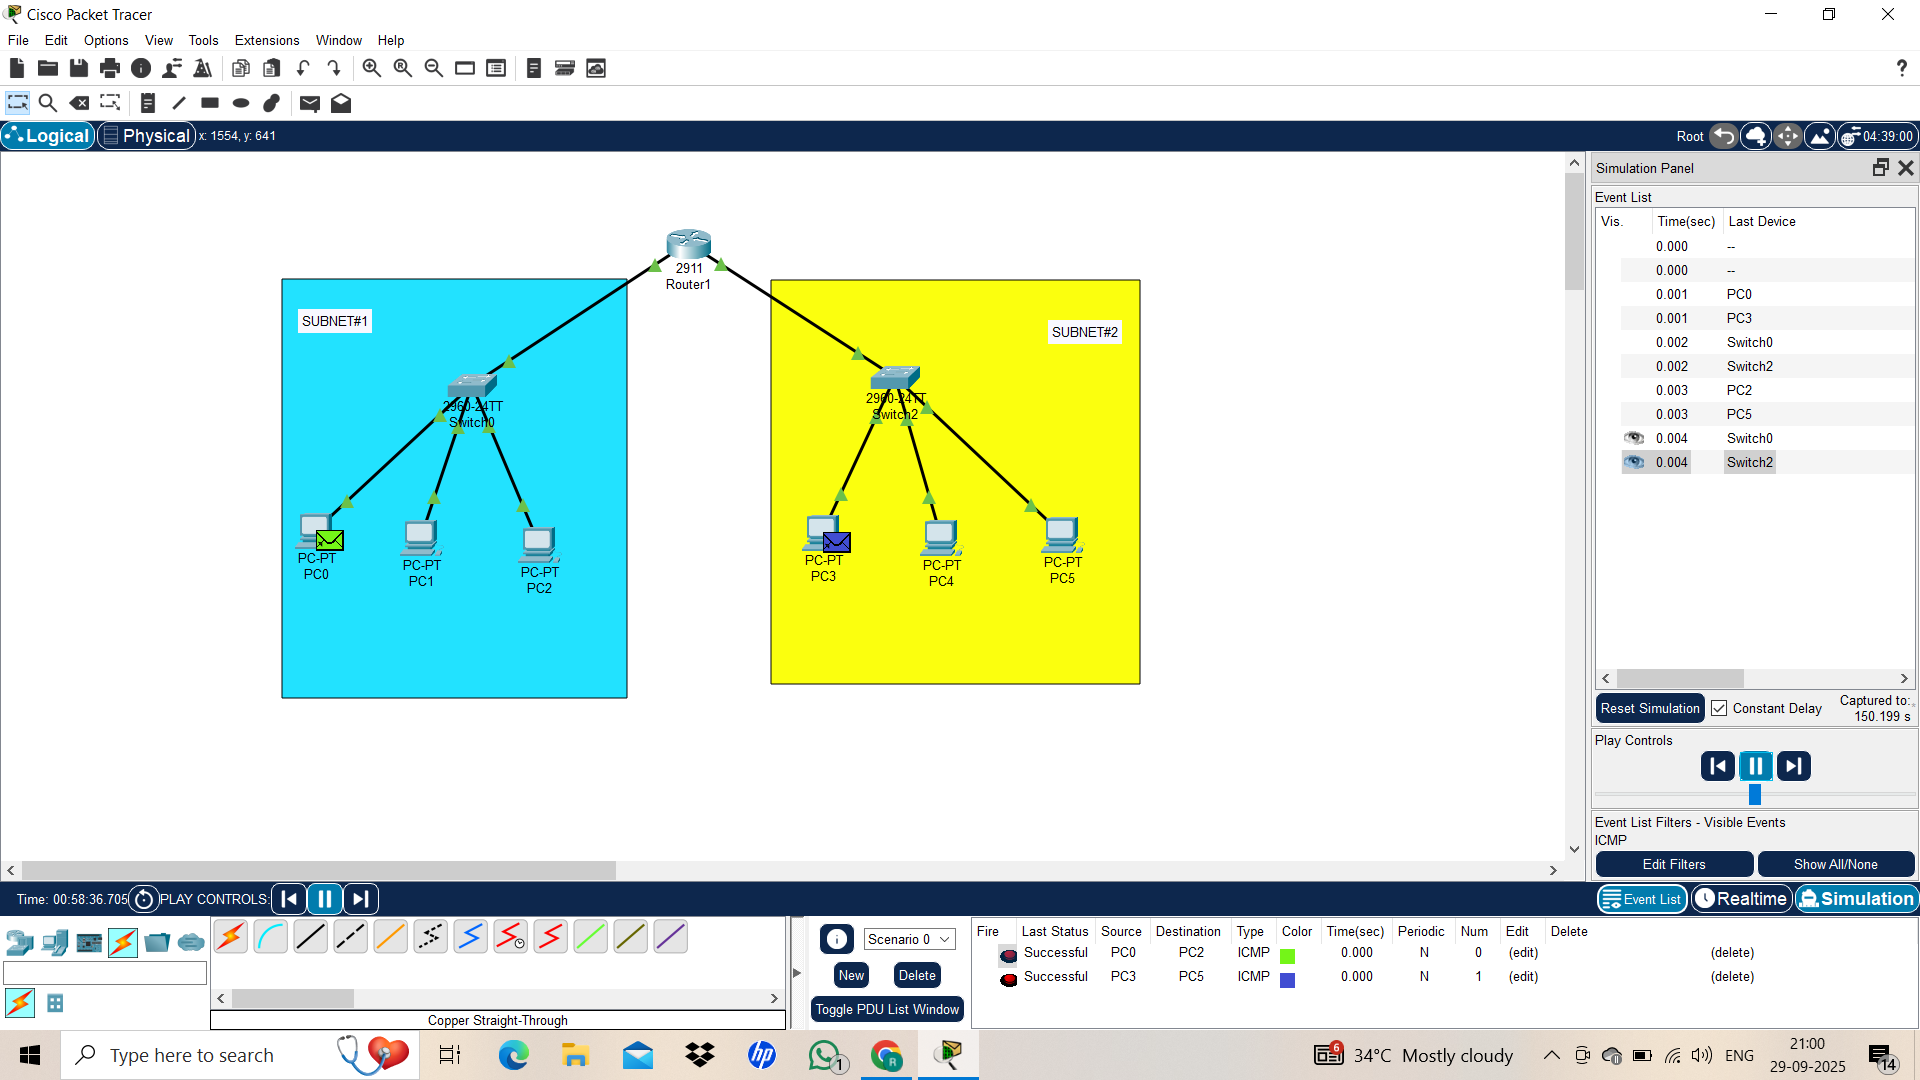 Cisco Packet Tracer
File Edit Options View Tools Extensions Window Help
Logical Physical x: 1554, y: 641 Root 04:39:00
2911
Router1
SUBNET#1
SUBNET#2
2960-24TT
Switch0
2960-24TT
Switch2
PC-PT
PC0
PC-PT
PC1
PC-PT
PC2
PC-PT
PC3
PC-PT
PC4
PC-PT
PC5
Simulation Panel
Event List
Vis. Time(sec) Last Device
0.000 --
0.000 --
0.001 PC0
0.001 PC3
0.002 Switch0
0.002 Switch2
0.003 PC2
0.003 PC5
0.004 Switch0
0.004 Switch2
Reset Simulation Constant Delay Captured to:
150.199 s
Play Controls
Event List Filters - Visible Events
ICMP
Edit Filters Show All/None
Time: 00:58:36.705 PLAY CONTROLS: Event List Realtime Simulation
Copper Straight-Through
Scenario 0
New Delete
Toggle PDU List Window
Fire Last Status Source Destination Type Color Time(sec) Periodic Num Edit Delete
Successful PC0 PC2 ICMP 0.000 N 0 (edit) (delete)
Successful PC3 PC5 ICMP 0.000 N 1 (edit) (delete)
Type here to search
hp
1
R
6
34°C Mostly cloudy
ENG
21:00
29-09-2025
14